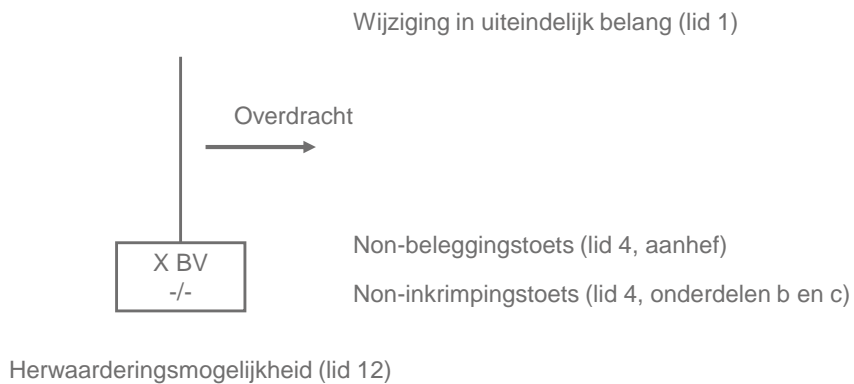 Wijziging in uiteindelijk belang (lid 1)
Overdracht
X BV
-/-
Non-beleggingstoets (lid 4, aanhef)
Non-inkrimpingstoets (lid 4, onderdelen b en c)
Herwaarderingsmogelijkheid (lid 12)